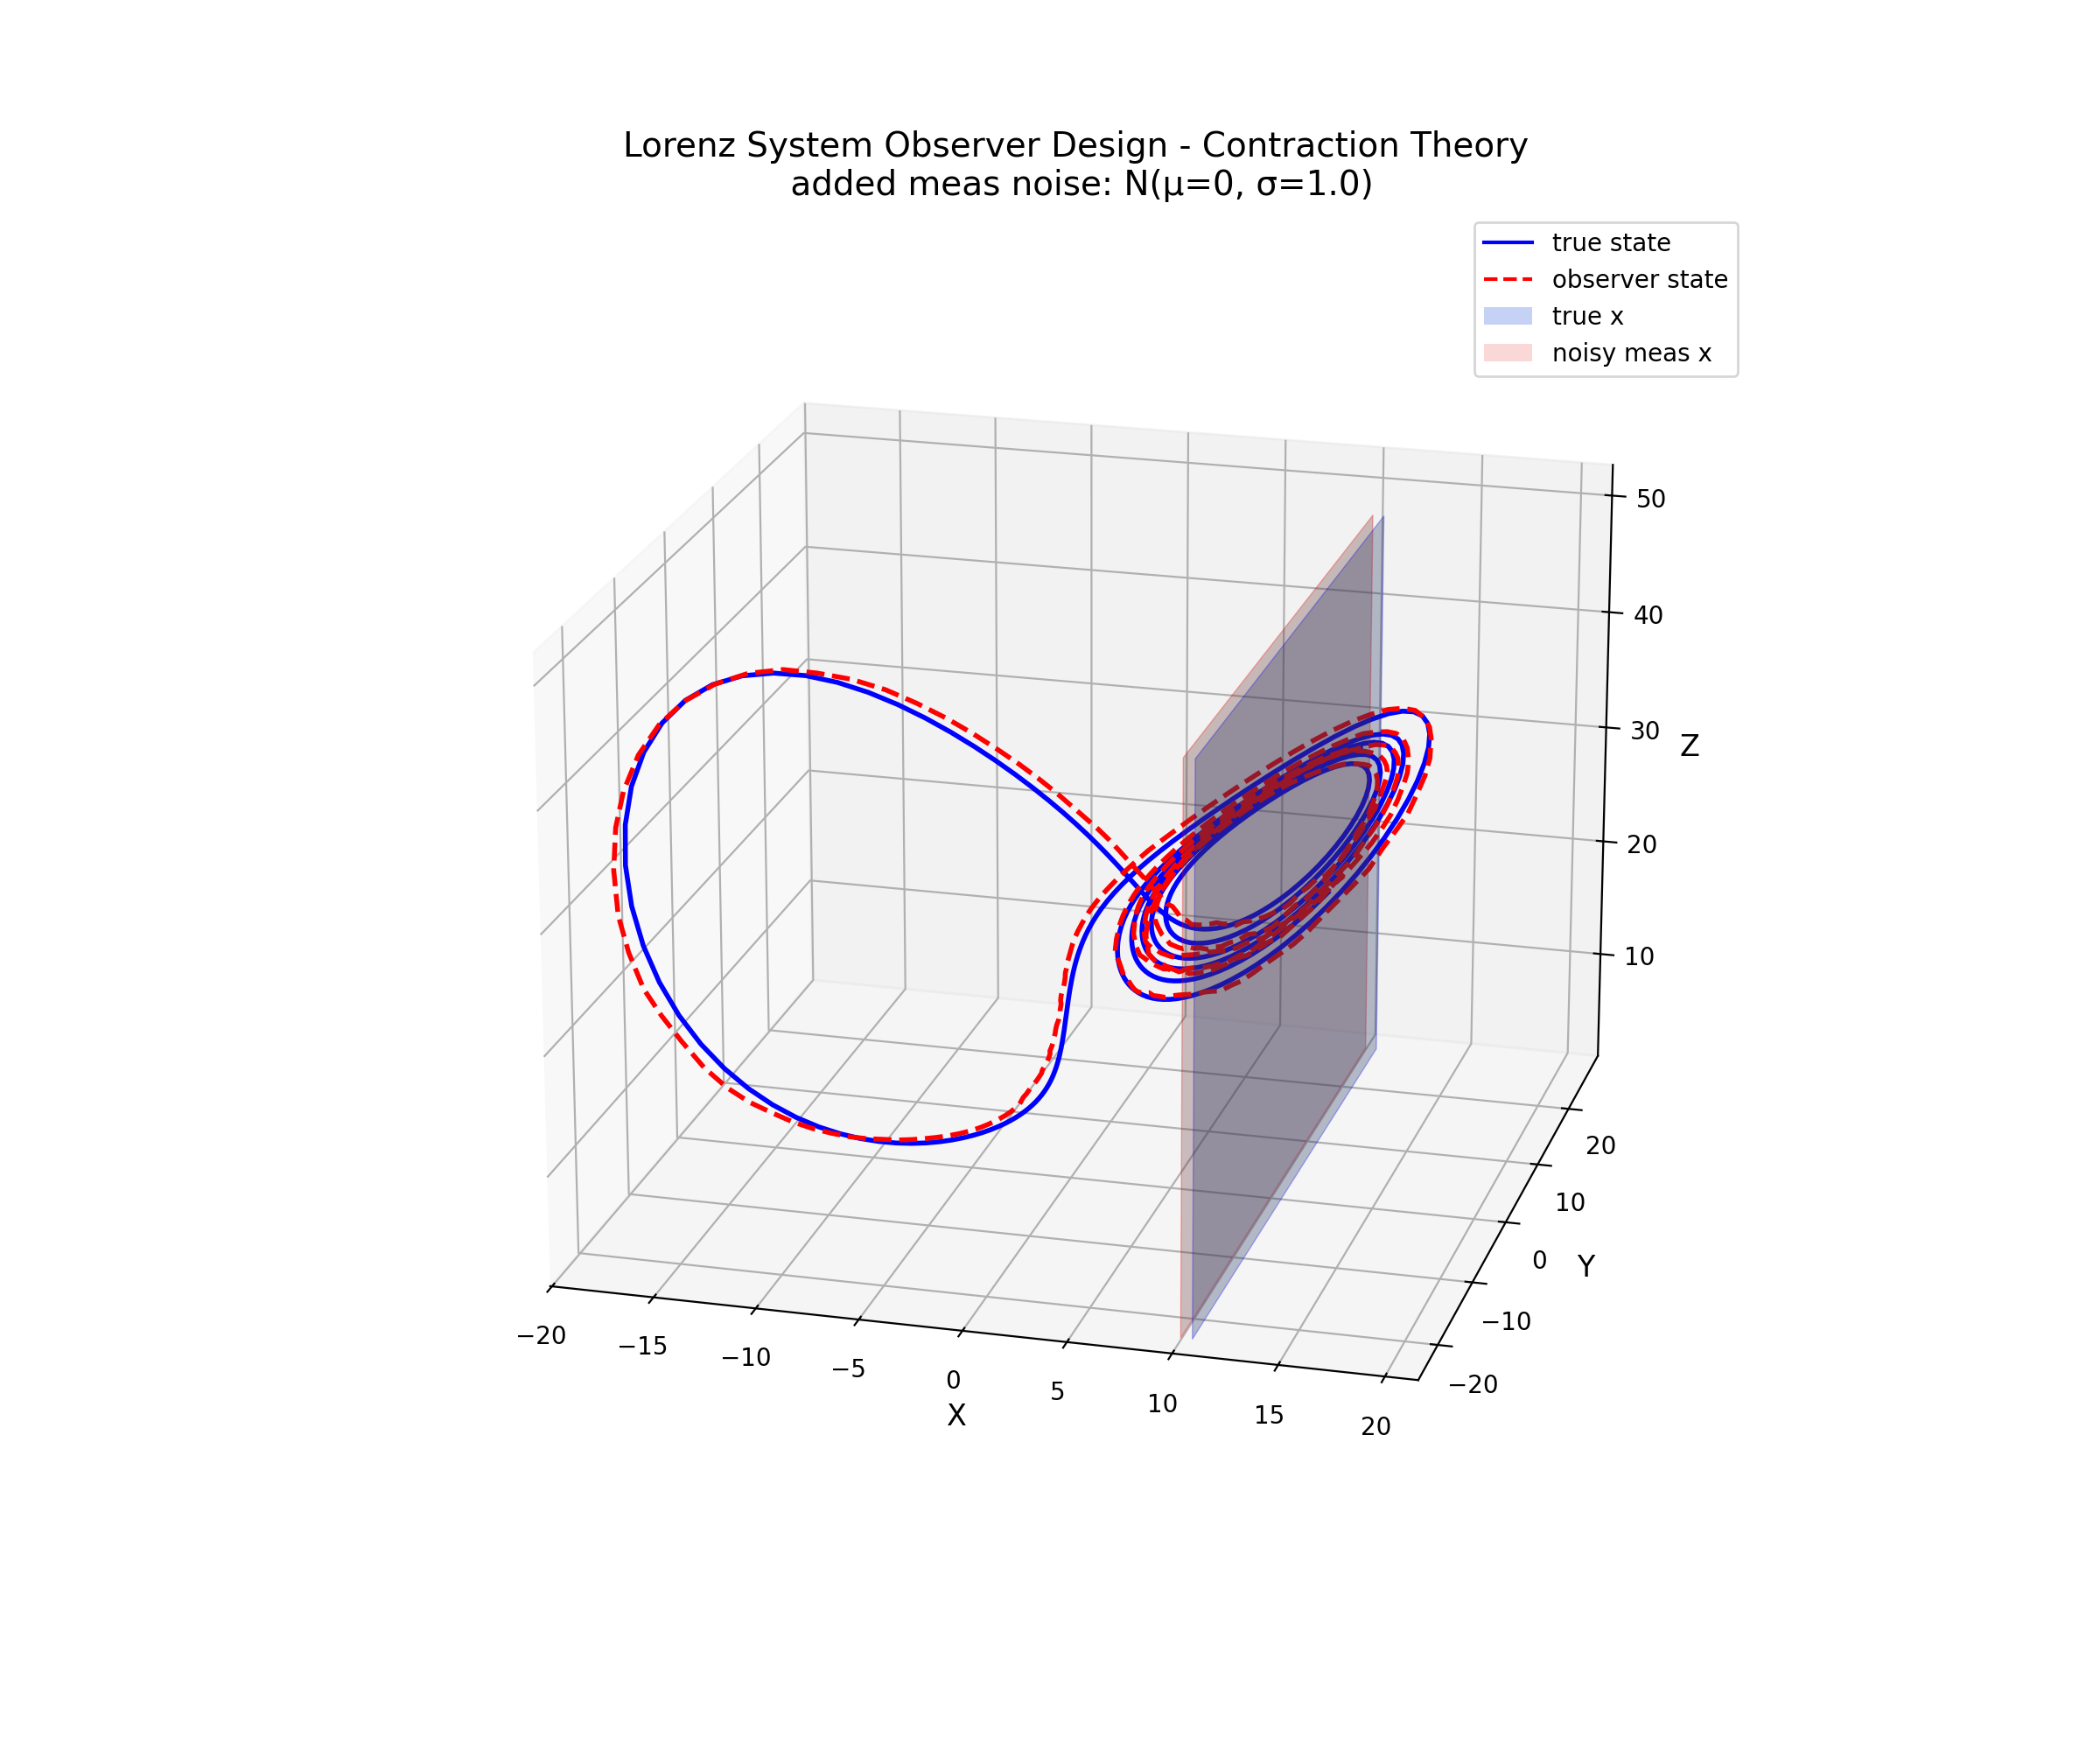 Lorenz System Observer Design - Contraction Theory
added meas noise: N(μ=0, σ=1.0)
true state
observer state
true x
noisy meas x
50
40
30
Z
20
10
20
10
0
Y
−10
−20
−20
−15
−10
−5
0
5
10
15
20
X